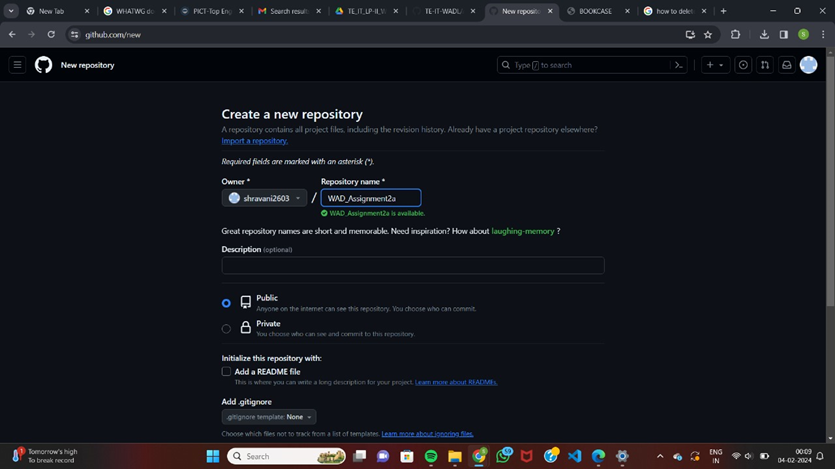 New Tab
WHATWG do
PICT-Top Eng
Search result
TE_IT_LP-II_W
TE-IT-WADL
New reposit
BOOKCASE
how to delet
github.com/new
New repository
Type / to search
Create a new repository
A repository contains all project files, including the revision history. Already have a project repository elsewhere?
Import a repository.
Required fields are marked with an asterisk (*).
Owner *
Repository name *
shravani2603 / WAD_Assignment2a
WAD_Assignment2a is available.
Great repository names are short and memorable. Need inspiration? How about laughing-memory ?
Description (optional)
Public
Anyone on the internet can see this repository. You choose who can commit.
Private
You choose who can see and commit to this repository.
Initialize this repository with:
Add a README file
This is where you can write a long description for your project. Learn more about READMEs.
Add .gitignore
.gitignore template: None
Choose which files not to track from a list of templates. Learn more about ignoring files.
Tomorrow's high
To break record
Search
ENG
IN
00:09
04-02-2024